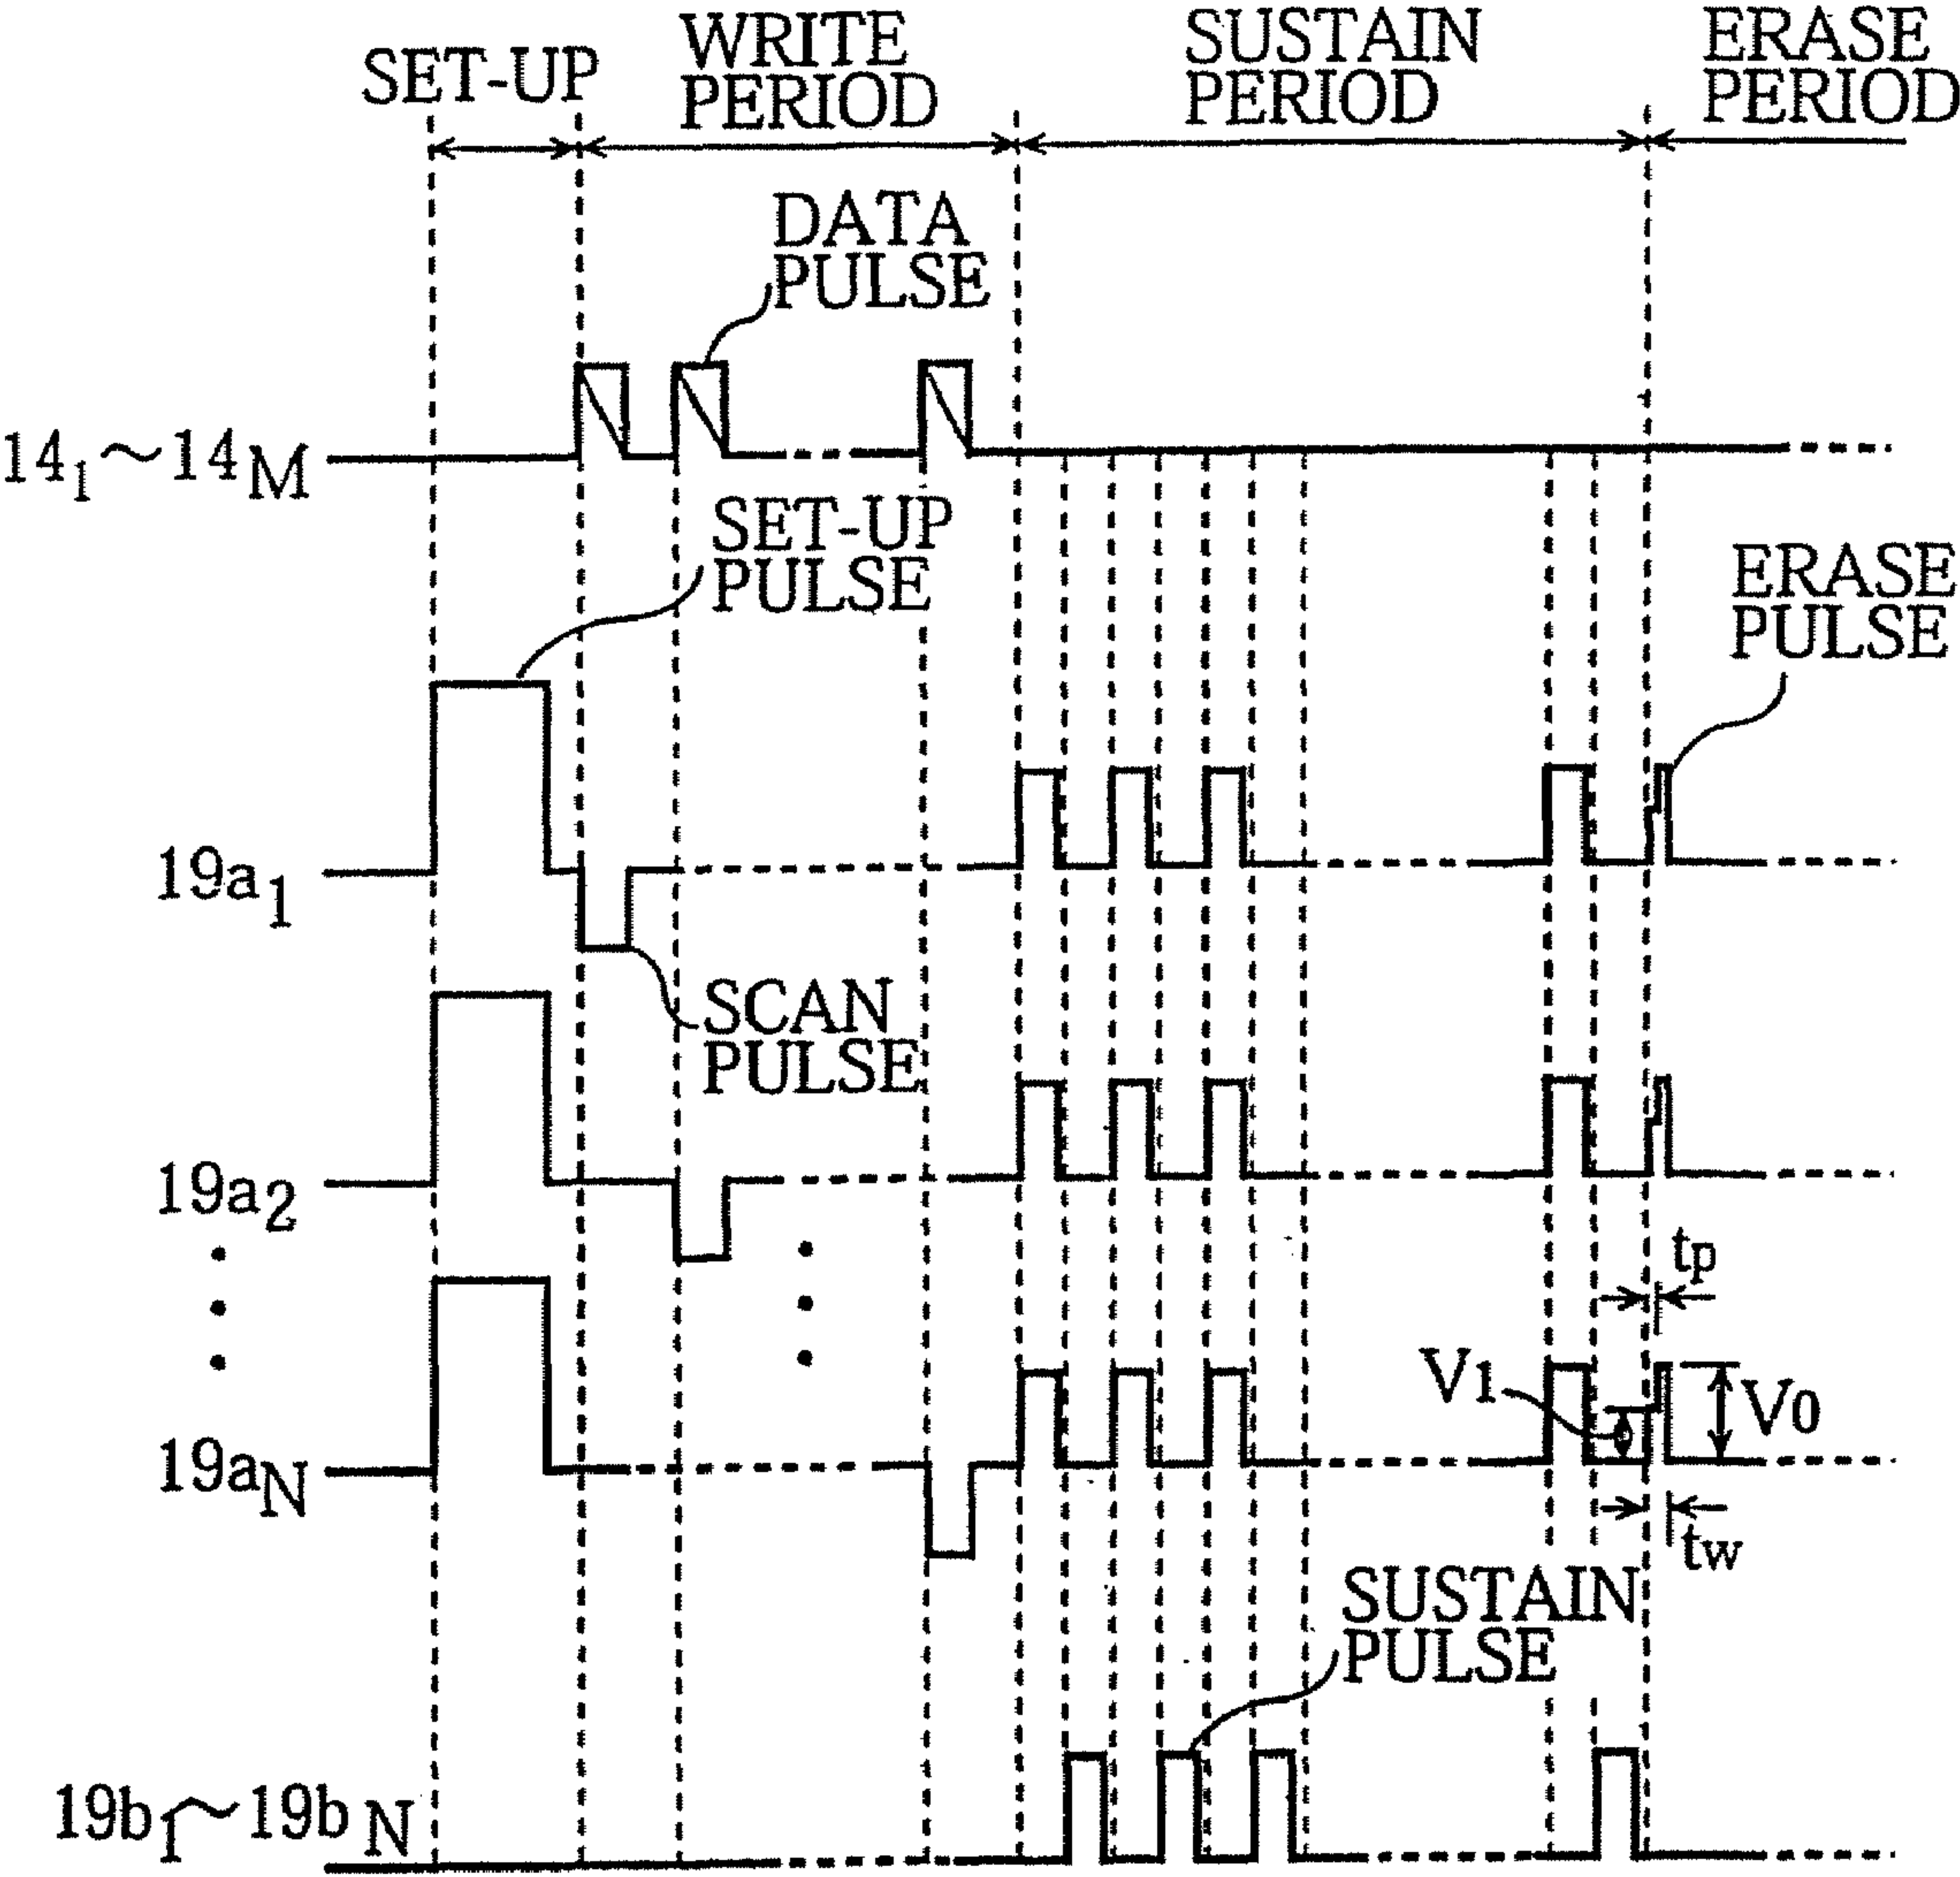 SET-UP
WRITE
PERIOD
SUSTAIN
PERIOD
ERASE
PERIOD
DATA
PULSE
14₁~14M
SET-UP
PULSE
ERASE
PULSE
19a₁
SCAN
PULSE
19a₂
tp
V1
V0
19aN
tw
SUSTAIN
PULSE
19b₁~19bN